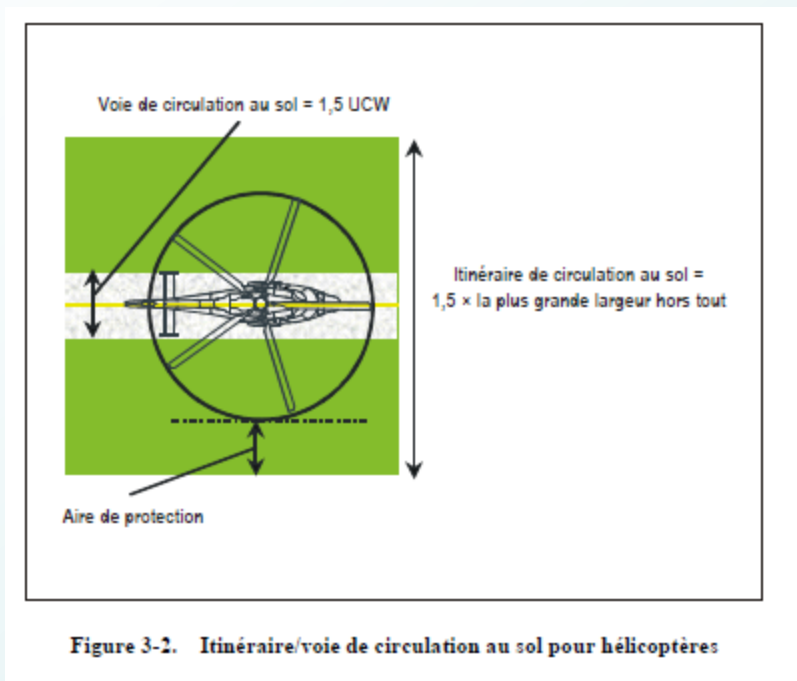 Voie de circulation au sol = 1,5 UCW
Itinéraire de circulation au sol =
1,5 × la plus grande largeur hors tout
Aire de protection
Figure 3-2. Itinéraire/voie de circulation au sol pour hélicoptères